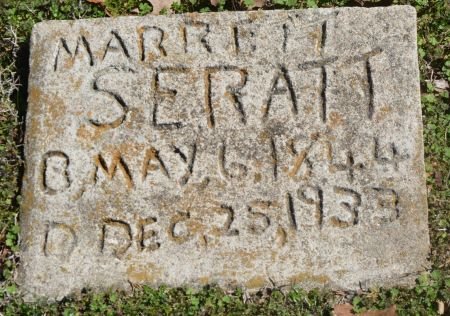 MARRETT
SERATT
B, MAY, 6, 1844
D DEC, 25, 1933